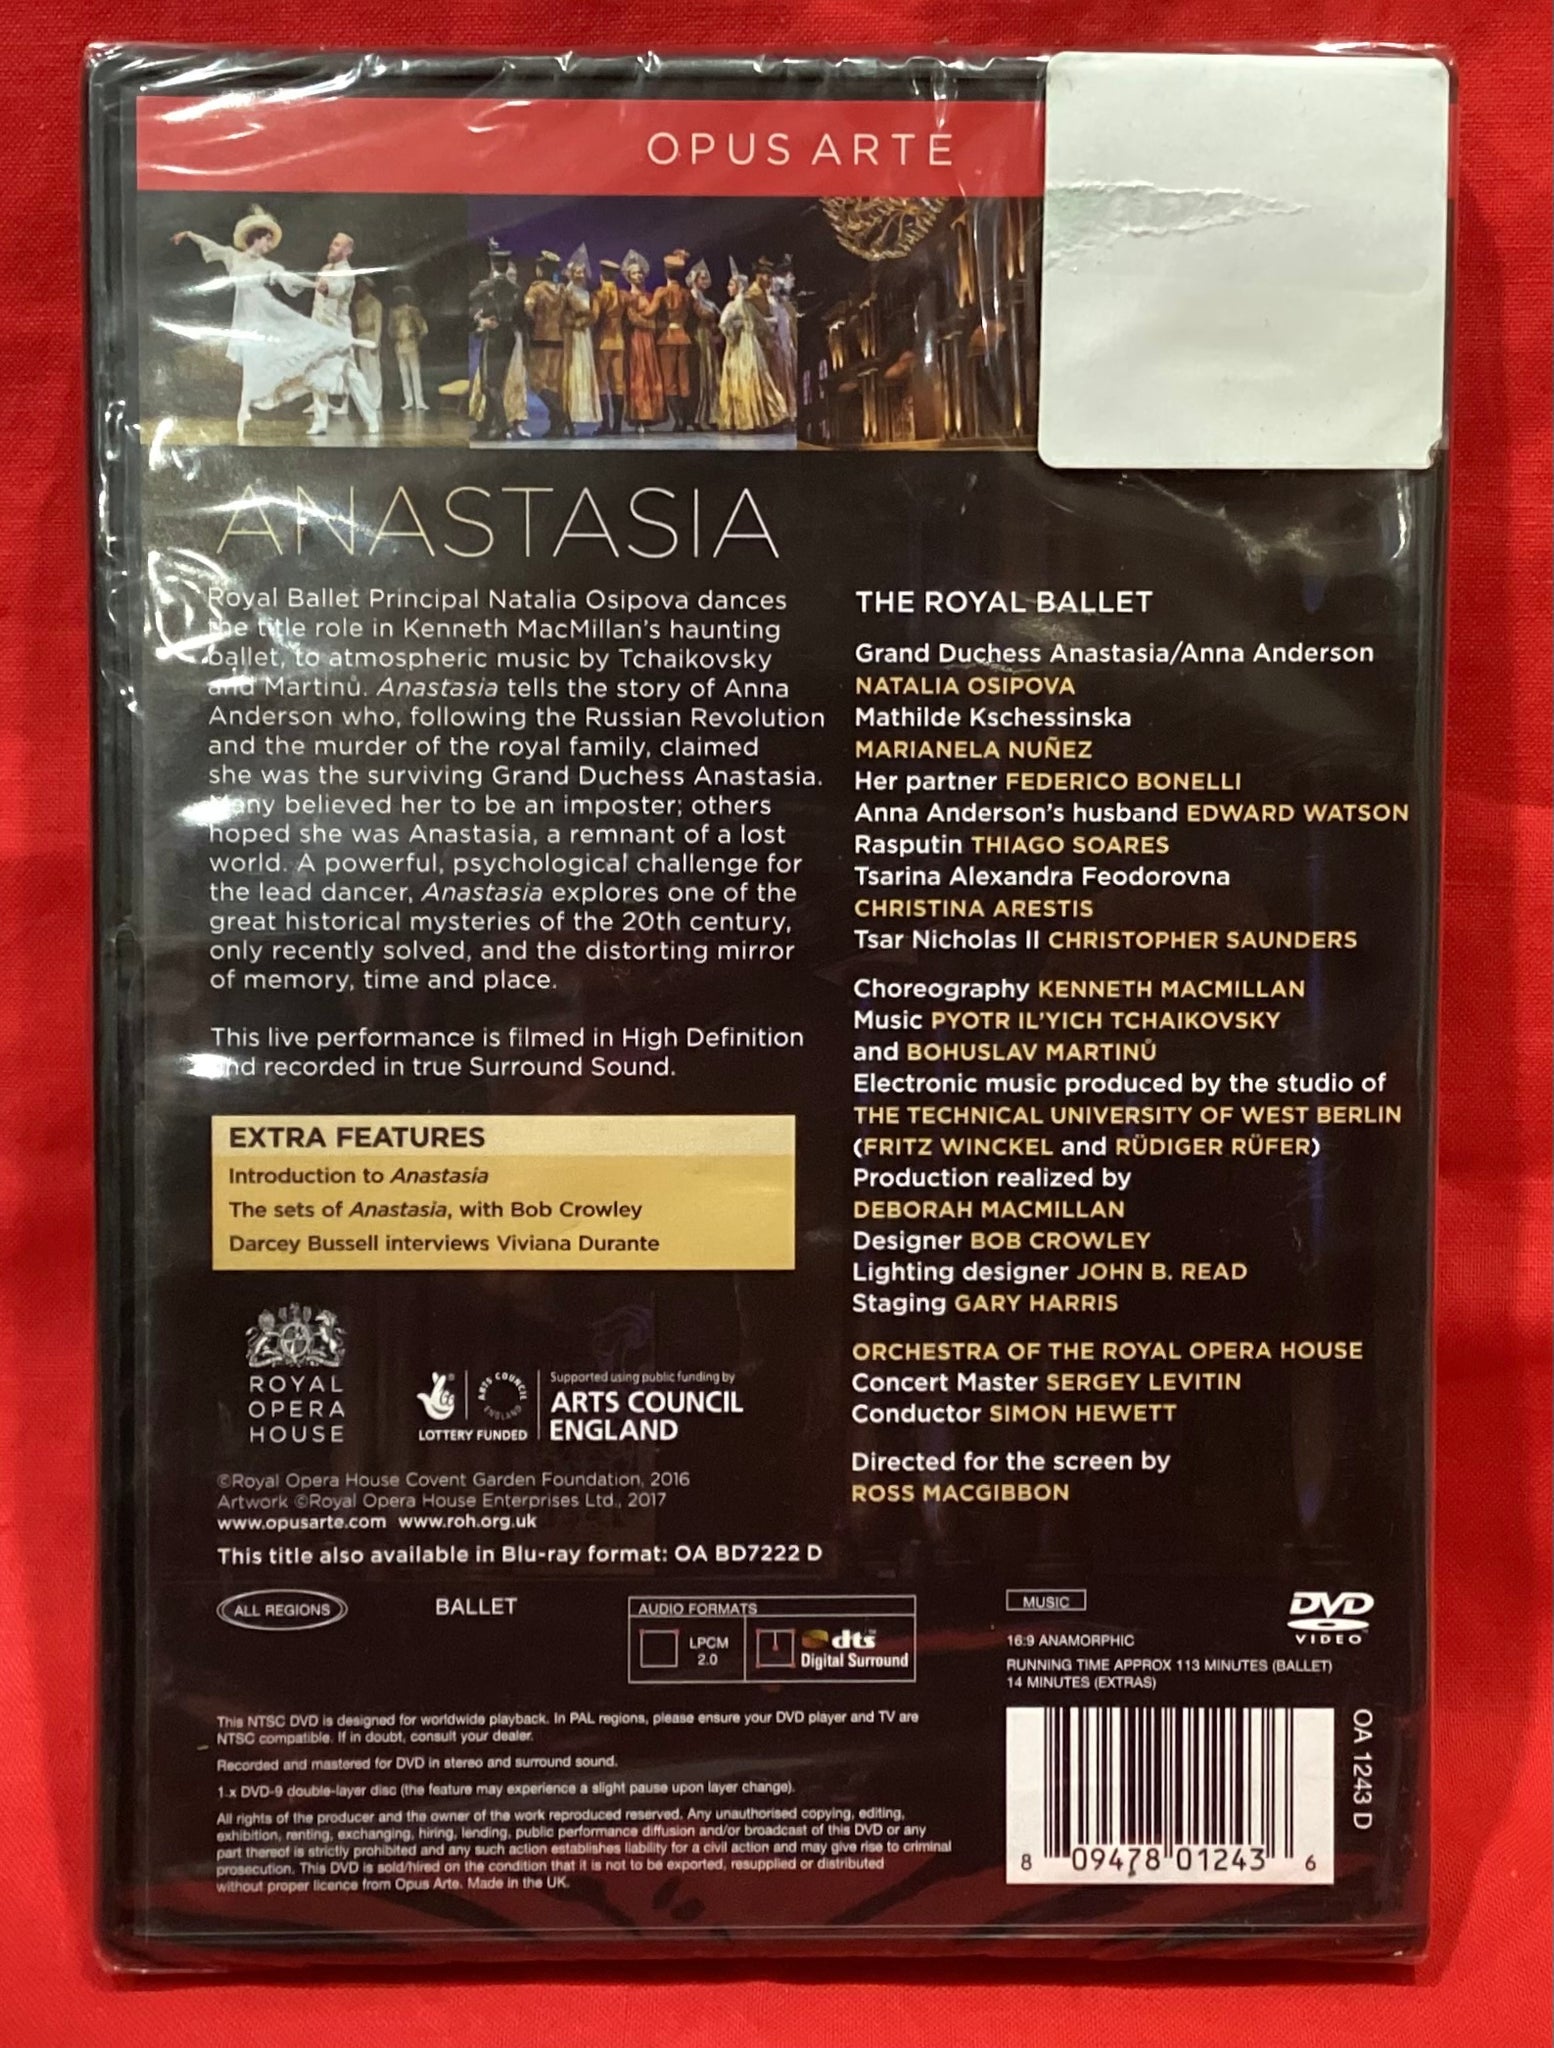 OPUS ARTE
ANASTASIA
Royal Ballet Principal Natalia Osipova dances
the title role in Kenneth MacMillan's haunting
ballet, to atmospheric music by Tchaikovsky
and Martinů. Anastasia tells the story of Anna
Anderson who, following the Russian Revolution
and the murder of the royal family, claimed
she was the surviving Grand Duchess Anastasia.
Many believed her to be an imposter; others
hoped she was Anastasia, a remnant of a lost
world. A powerful, psychological challenge for
the lead dancer, Anastasia explores one of the
great historical mysteries of the 20th century,
only recently solved, and the distorting mirror
of memory, time and place.
This live performance is filmed in High Definition
and recorded in true Surround Sound.
EXTRA FEATURES
Introduction to Anastasia
The sets of Anastasia, with Bob Crowley
Darcey Bussell interviews Viviana Durante
ROYAL
OPERA
HOUSE
LOTTERY FUNDED
ARTS COUNCIL
ENGLAND
Supported using public funding by
ARTS COUNCIL
ENGLAND
©Royal Opera House Covent Garden Foundation, 2016
Artwork ©Royal Opera House Enterprises Ltd., 2017
www.opusarte.com www.roh.org.uk
This title also available in Blu-ray format: OA BD7222 D
THE ROYAL BALLET
Grand Duchess Anastasia/Anna Anderson
NATALIA OSIPOVA
Mathilde Kschessinska
MARIANELA NUÑEZ
Her partner FEDERICO BONELLI
Anna Anderson's husband EDWARD WATSON
Rasputin THIAGO SOARES
Tsarina Alexandra Feodorovna
CHRISTINA ARESTIS
Tsar Nicholas II CHRISTOPHER SAUNDERS
Choreography KENNETH MACMILLAN
Music PYOTR IL'YICH TCHAIKOVSKY
and BOHUSLAV MARTINŮ
Electronic music produced by the studio of
THE TECHNICAL UNIVERSITY OF WEST BERLIN
(FRITZ WINCKEL and RÜDIGER RÜFER)
Production realized by
DEBORAH MACMILLAN
Designer BOB CROWLEY
Lighting designer JOHN B. READ
Staging GARY HARRIS
ORCHESTRA OF THE ROYAL OPERA HOUSE
Concert Master SERGEY LEVITIN
Conductor SIMON HEWETT
Directed for the screen by
ROSS MACGIBBON
ALL REGIONS
BALLET
AUDIO FORMATS
LPCM
2.0
dts
Digital Surround
MUSIC
DVD
VIDEO
16:9 ANAMORPHIC
RUNNING TIME APPROX 113 MINUTES (BALLET)
14 MINUTES (EXTRAS)
This NTSC DVD is designed for worldwide playback. In PAL regions, please ensure your DVD player and TV are
NTSC compatible. If in doubt, consult your dealer.
Recorded and mastered for DVD in stereo and surround sound.
1 x DVD-9 double-layer disc (the feature may experience a slight pause upon layer change).
All rights of the producer and the owner of the work reproduced reserved. Any unauthorised copying, editing,
exhibition, renting, exchanging, hiring, lending, public performance diffusion and/or broadcast of this DVD or any
part thereof is strictly prohibited and any such action establishes liability for a civil action and may give rise to criminal
prosecution. This DVD is sold/hired on the condition that it is not to be exported, resupplied or distributed
without proper licence from Opus Arte. Made in the UK.
8 09478 01243 6
OA 1243 D